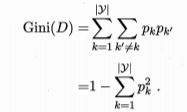 Gini(D) = \sum_{k=1}^{|\mathcal{Y}|} \sum_{k' \neq k} p_k p_{k'}
= 1 - \sum_{k=1}^{|\mathcal{Y}|} p_k^2 .